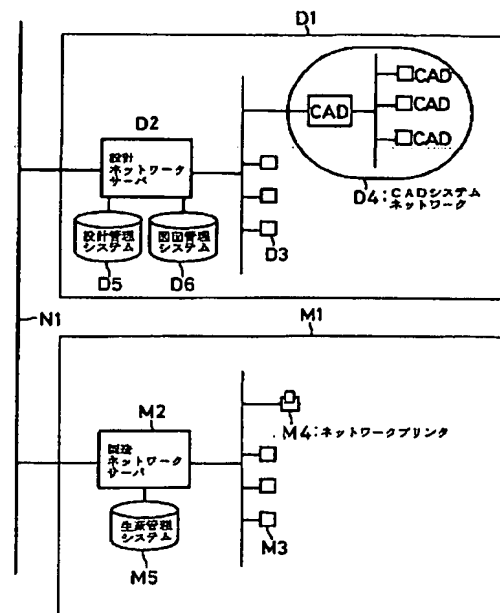 D1
CAD
CAD
CAD
CAD
D2
設計
ネットワーク
サーバ
D4:CADシステム
ネットワーク
設計管理
システム
図面管理
システム
D3
D5
D6
N1
M1
M2
M4:ネットワークプリンタ
製造
ネットワーク
サーバ
生産管理
システム
M3
M5